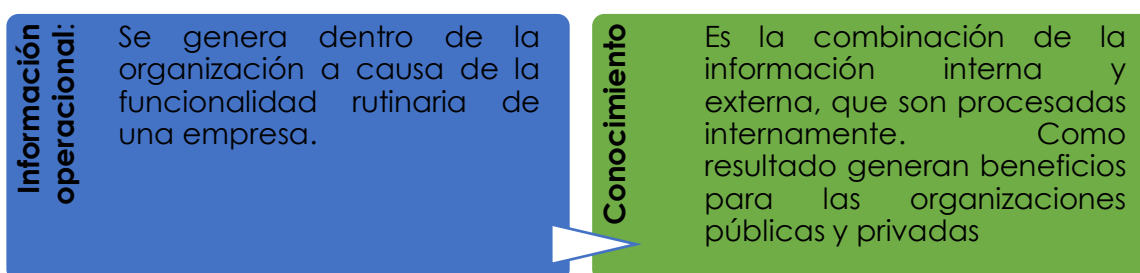 Información
operacional:
Se genera dentro de la
organización a causa de la
funcionalidad rutinaria de
una empresa.
Conocimiento
Es la combinación de la
información interna y
externa, que son procesadas
internamente. Como
resultado generan beneficios
para las organizaciones
públicas y privadas